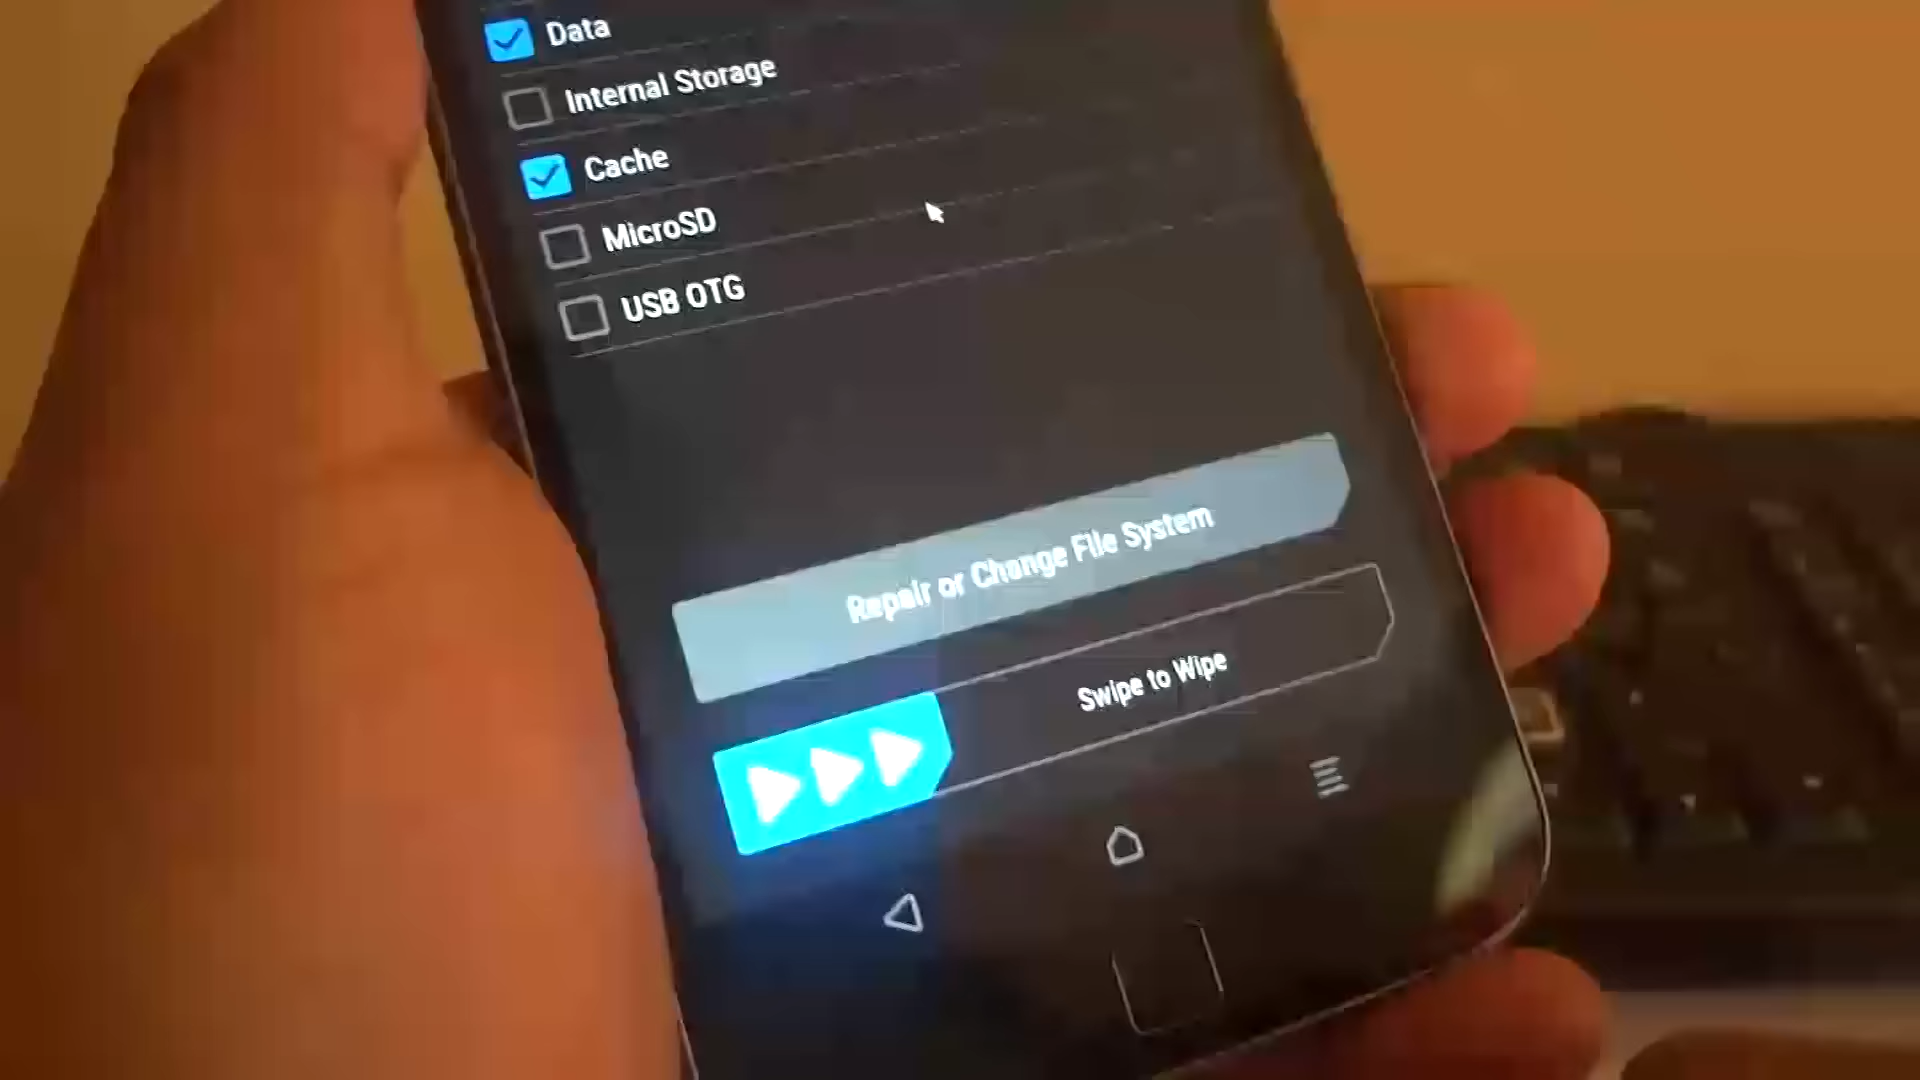 Data
Internal Storage
Cache
MicroSD
USB OTG
Repair or Change File System
Swipe to Wipe